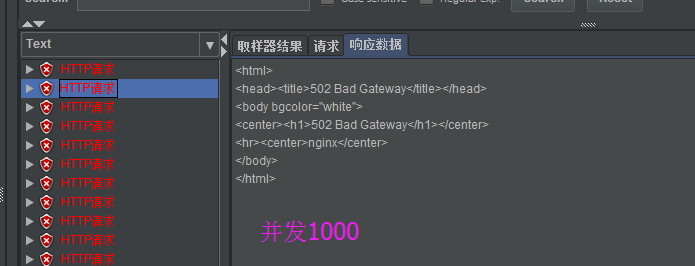 Case sensitive
Regular exp.
Search
Reset
Text
取样器结果 请求 响应数据
HTTP请求
HTTP请求
HTTP请求
HTTP请求
HTTP请求
HTTP请求
HTTP请求
HTTP请求
HTTP请求
HTTP请求
HTTP请求
<html>
<head><title>502 Bad Gateway</title></head>
<body bgcolor="white">
<center><h1>502 Bad Gateway</h1></center>
<hr><center>nginx</center>
</body>
</html>
并发1000